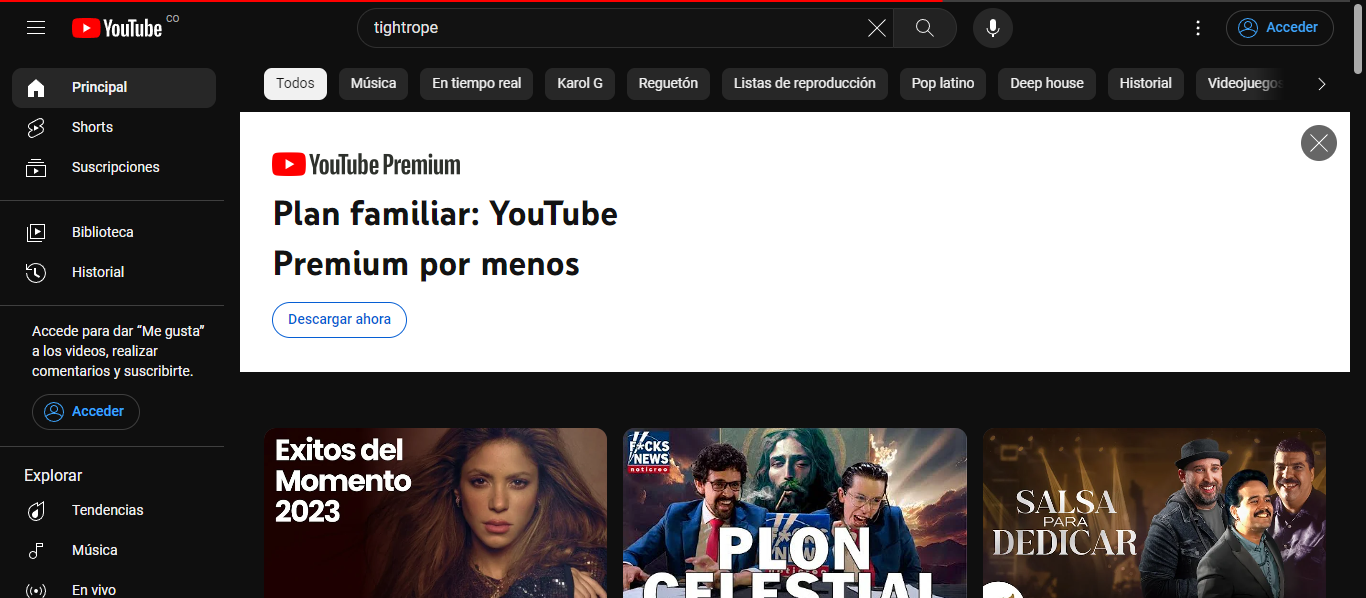 YouTube CO
tightrope
Acceder
Principal
Shorts
Suscripciones
Biblioteca
Historial
Accede para dar “Me gusta”
a los videos, realizar
comentarios y suscribirte.
Acceder
Explorar
Tendencias
Música
En vivo
Todos
Música
En tiempo real
Karol G
Reguetón
Listas de reproducción
Pop latino
Deep house
Historial
Videojuegos
YouTube Premium
Plan familiar: YouTube
Premium por menos
Descargar ahora
Exitos del
Momento
2023
F*CKS
NEWS
noticreo
PLON
CELESTIAL
SALSA
PARA
DEDICAR